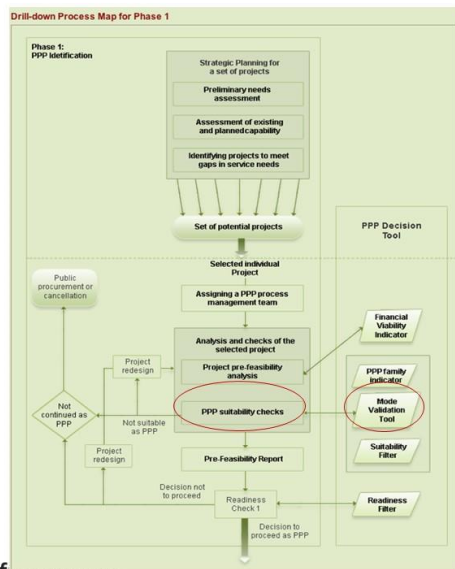 Drill-down Process Map for Phase 1
Phase 1:
PPP Idetification
Strategic Planning for
a set of projects
Preliminary needs
assessment
Assessment of existing
and planned capability
Identifying projects to meet
gaps in service needs
Set of potential projects
PPP Decision
Tool
Selected individual
Project
Public
procurement or
cancellation
Assigning a PPP process
management team
Financial
Viability
Indicator
Analysis and checks of the
selected project
Project
redesign
Project pre-feasibility
analysis
PPP family
indicator
Not
continued as
PPP
Not suitable
as PPP
PPP suitability checks
Mode
Validation
Tool
Project
redesign
Pre-Feasibility Report
Suitability
Filter
Decision not
to proceed
Readiness
Check 1
Readiness
Filter
Decision to
proceed as PPP
f